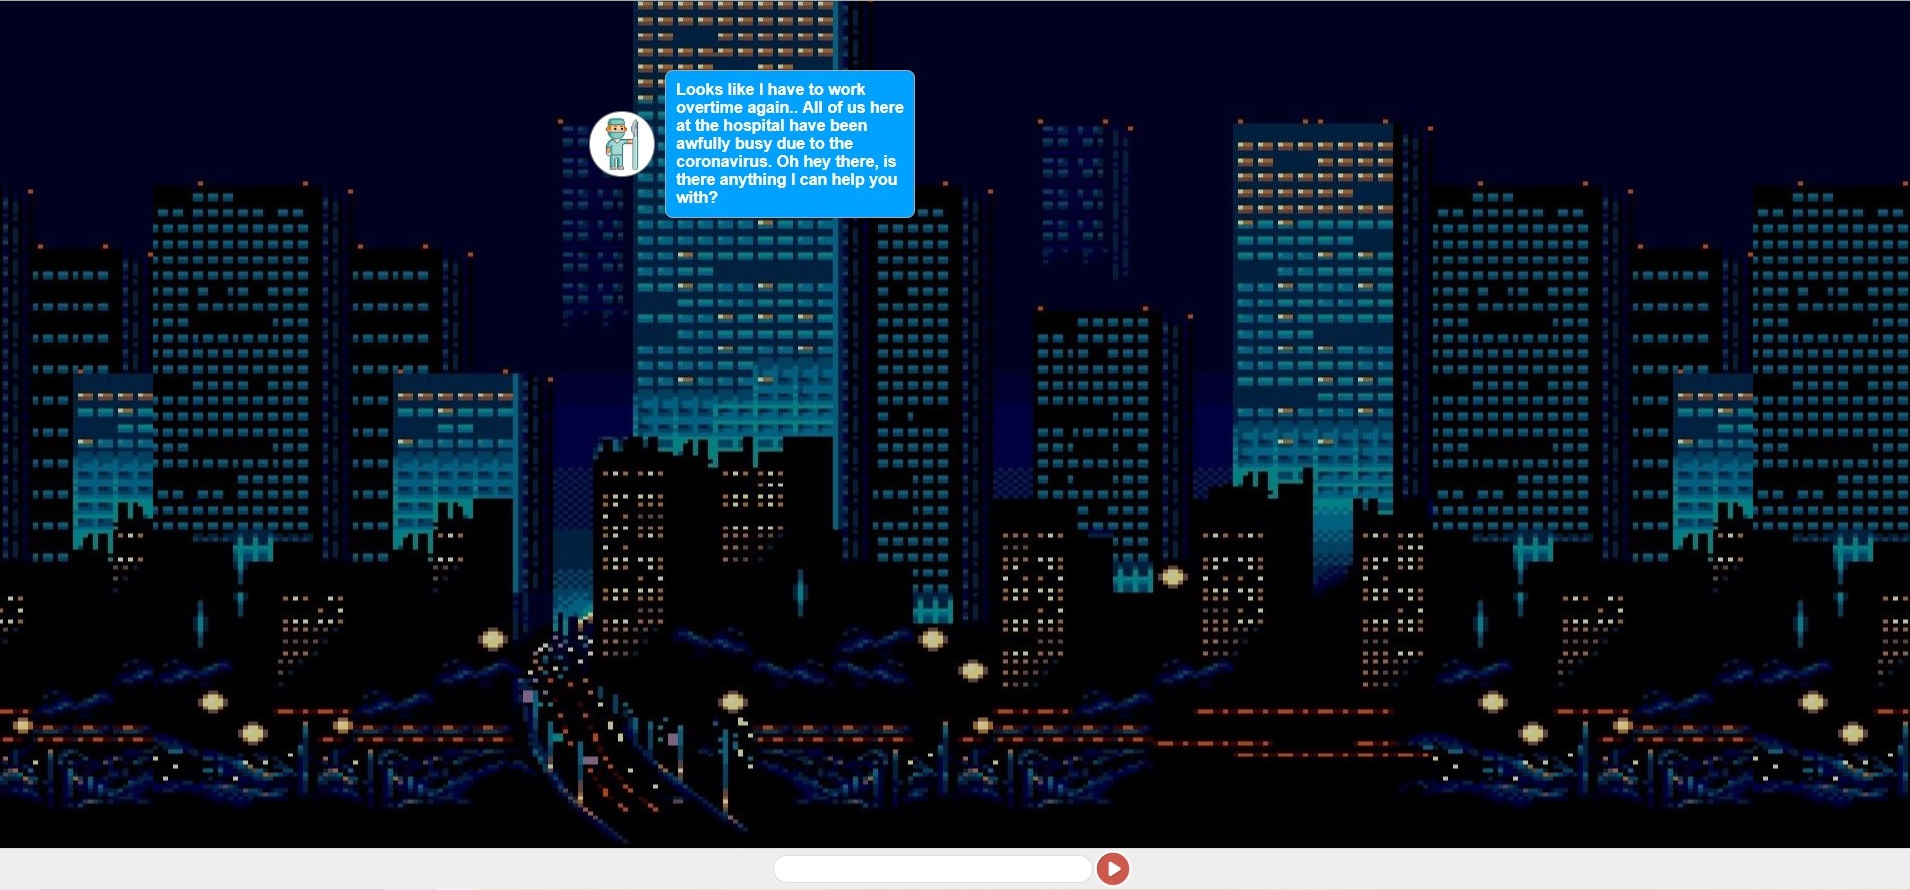 Looks like I have to work
overtime again.. All of us here
at the hospital have been
awfully busy due to the
coronavirus. Oh hey there, is
there anything I can help you
with?